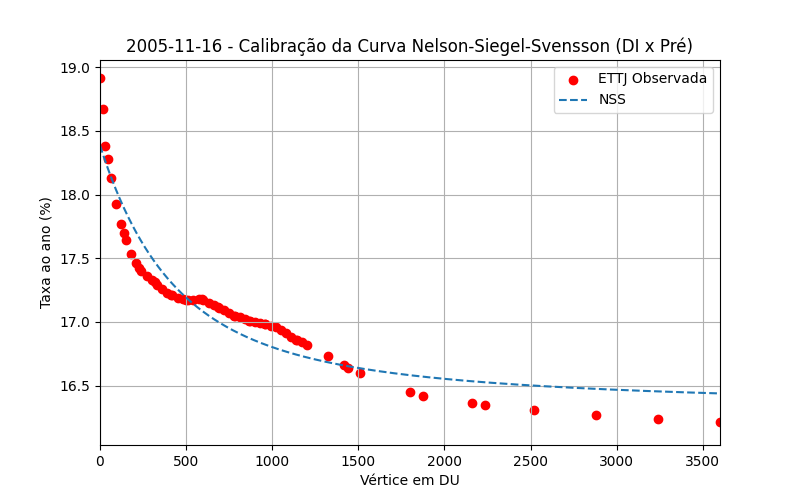 2005-11-16 - Calibração da Curva Nelson-Siegel-Svensson (DI x Pré)
19.0
18.5
18.0
17.5
17.0
16.5
Taxa ao ano (%)
ETTJ Observada
NSS
0
500
1000
1500
2000
2500
3000
3500
Vértice em DU